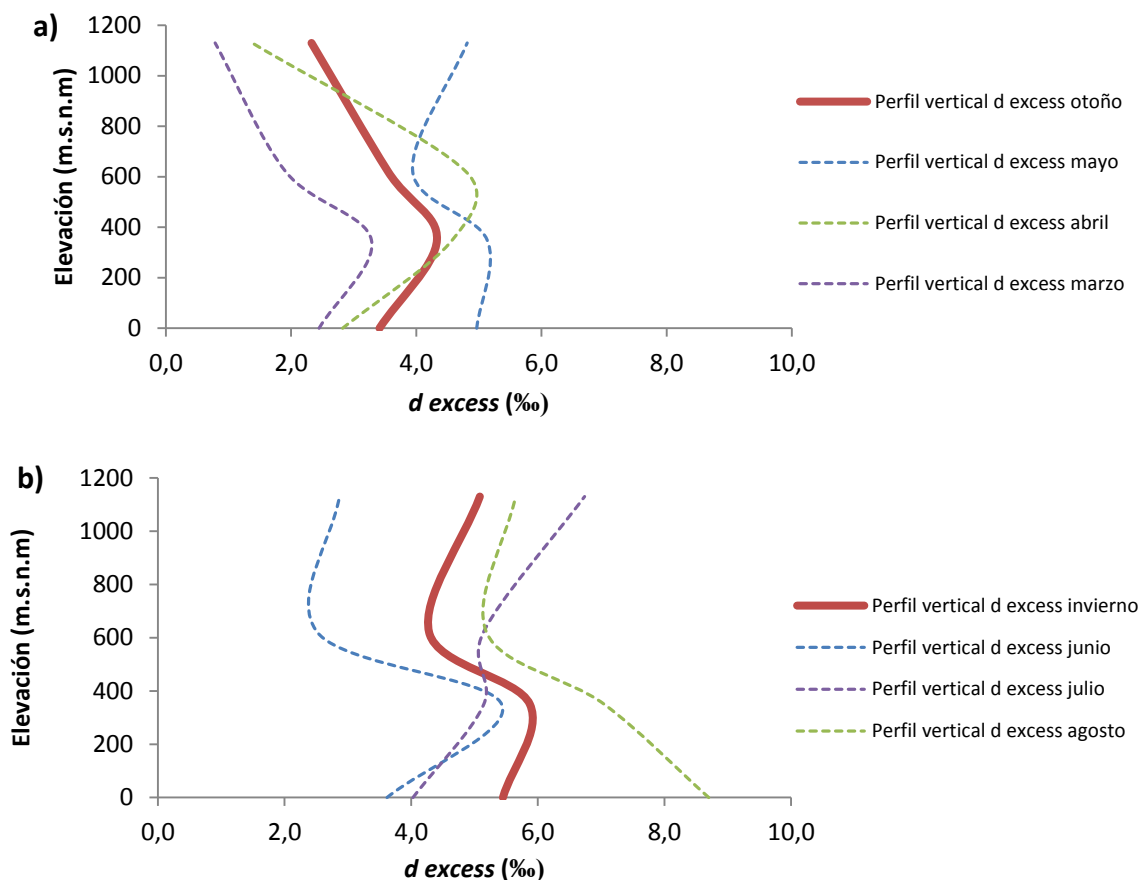 a)
Elevación (m.s.n.m)
1200
1000
800
600
400
200
0
0,0 2,0 4,0 6,0 8,0 10,0
d excess (‰)
Perfil vertical d excess otoño
Perfil vertical d excess mayo
Perfil vertical d excess abril
Perfil vertical d excess marzo
b)
Elevación (m.s.n.m)
1200
1000
800
600
400
200
0
0,0 2,0 4,0 6,0 8,0 10,0
d excess (‰)
Perfil vertical d excess invierno
Perfil vertical d excess junio
Perfil vertical d excess julio
Perfil vertical d excess agosto